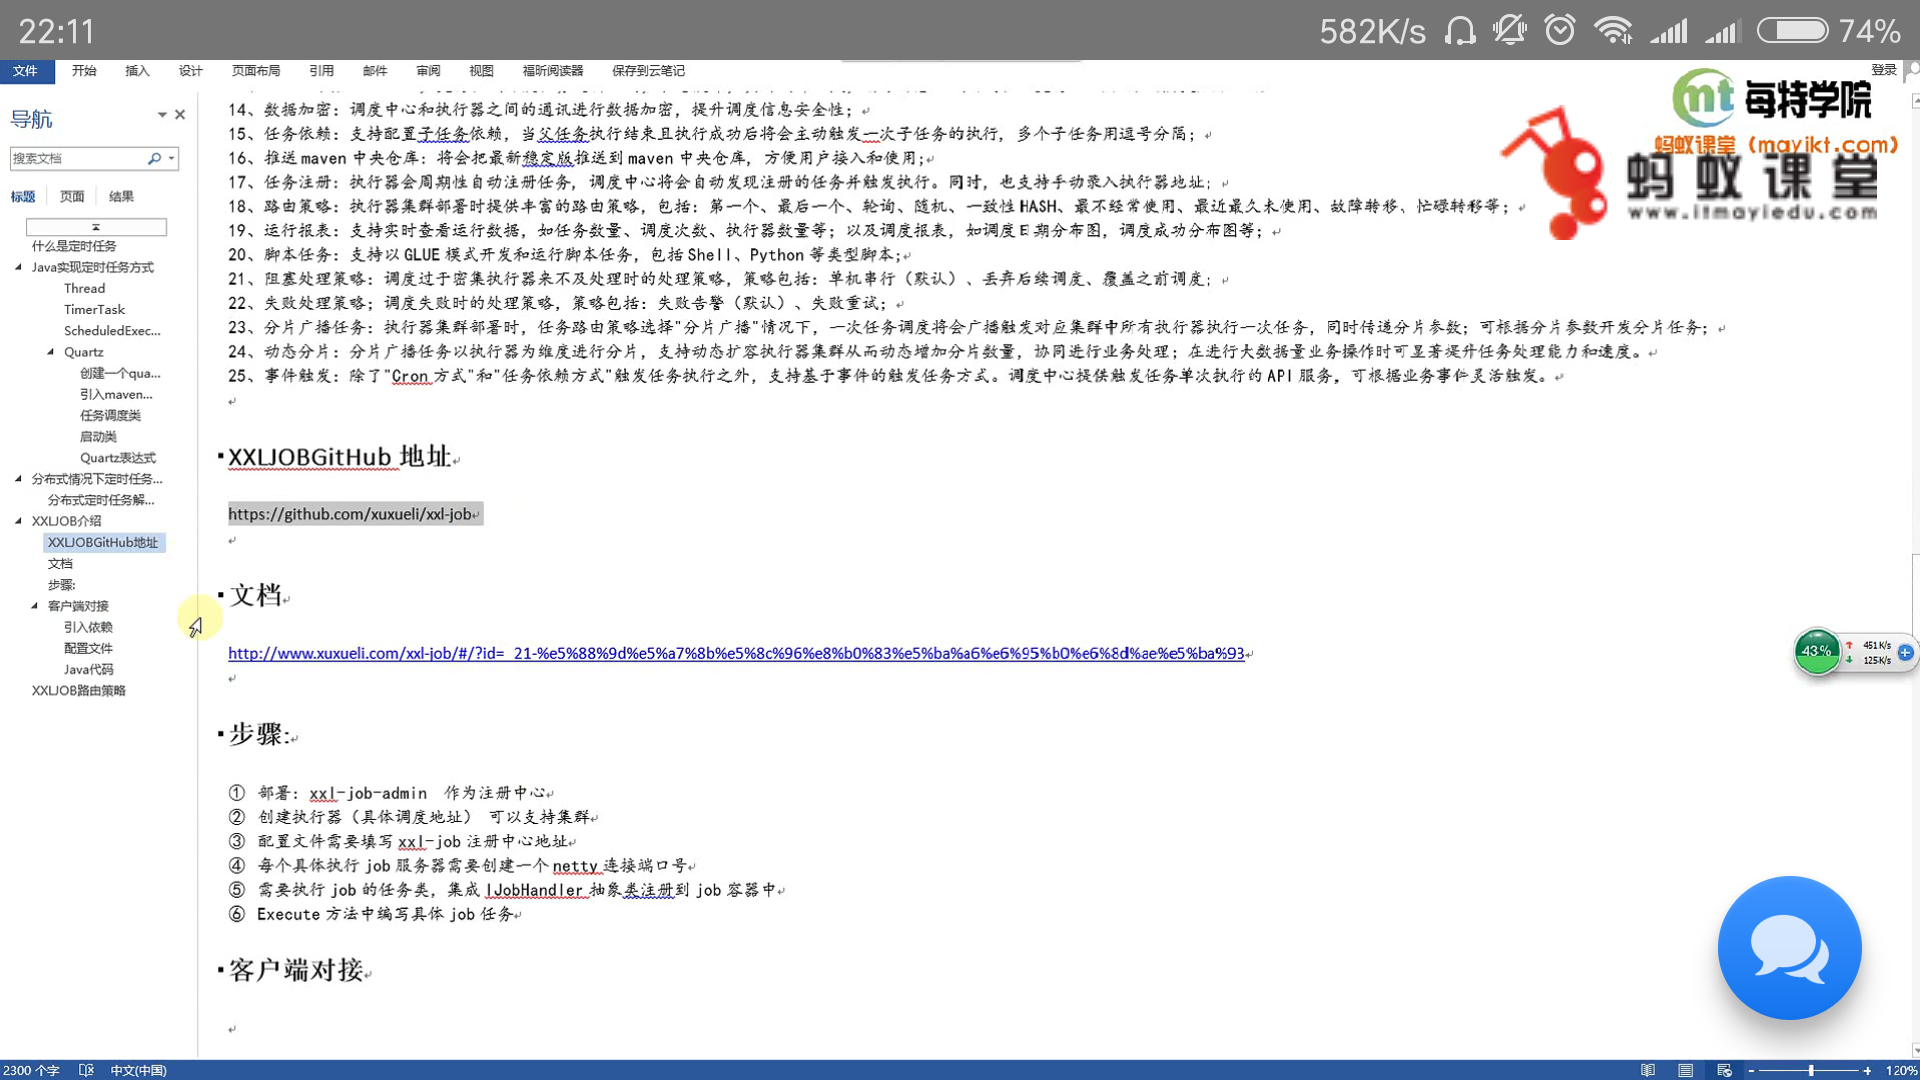 22:11
582K/s
74%
文件 开始 插入 设计 页面布局 引用 邮件 审阅 视图 福昕阅读器 保存到云笔记 登录
导航
搜索文档
标题 页面 结果
什么是定时任务
Java实现定时任务方式
Thread
TimerTask
ScheduledExec...
Quartz
创建一个qua...
引入maven...
任务调度类
启动类
Quartz表达式
分布式情况下定时任务...
分布式定时任务解...
XXLJOB介绍
XXLJOBGitHub地址
文档
步骤:
客户端对接
引入依赖
配置文件
Java代码
XXLJOB路由策略
14、数据加密：调度中心和执行器之间的通讯进行数据加密，提升调度信息安全性；
15、任务依赖：支持配置子任务依赖，当父任务执行结束且执行成功后将会主动触发一次子任务的执行，多个子任务用逗号分隔；
16、推送 maven 中央仓库：将会把最新稳定版推送到 maven 中央仓库，方便用户接入和使用;
17、任务注册：执行器会周期性自动注册任务，调度中心将会自动发现注册的任务并触发执行。同时，也支持手动录入执行器地址；
18、路由策略：执行器集群部署时提供丰富的路由策略，包括：第一个、最后一个、轮询、随机、一致性 HASH、最不经常使用、最近最久未使用、故障转移、忙碌转移等；
19、运行报表：支持实时查看运行数据，如任务数量、调度次数、执行器数量等；以及调度报表，如调度日期分布图，调度成功分布图等；
20、脚本任务：支持以 GLUE 模式开发和运行脚本任务，包括 Shell、Python 等类型脚本;
21、阻塞处理策略：调度过于密集执行器来不及处理时的处理策略，策略包括：单机串行（默认）、丢弃后续调度、覆盖之前调度；
22、失败处理策略；调度失败时的处理策略，策略包括：失败告警（默认）、失败重试；
23、分片广播任务：执行器集群部署时，任务路由策略选择"分片广播"情况下，一次任务调度将会广播触发对应集群中所有执行器执行一次任务，同时传递分片参数；可根据分片参数开发分片任务；
24、动态分片：分片广播任务以执行器为维度进行分片，支持动态扩容执行器集群从而动态增加分片数量，协同进行业务处理；在进行大数据量业务操作时可显著提升任务处理能力和速度。
25、事件触发：除了"Cron 方式"和"任务依赖方式"触发任务执行之外，支持基于事件的触发任务方式。调度中心提供触发任务单次执行的 API 服务，可根据业务事件灵活触发。
XXLJOBGitHub 地址
https://github.com/xuxueli/xxl-job
文档
http://www.xuxueli.com/xxl-job/#/?id=_21-%e5%88%9d%e5%a7%8b%e5%8c%96%e8%b0%83%e5%ba%a6%e6%95%b0%e6%8d%ae%e5%ba%93
步骤:
① 部署：xxl-job-admin 作为注册中心
② 创建执行器（具体调度地址） 可以支持集群
③ 配置文件需要填写 xxl-job 注册中心地址
④ 每个具体执行 job 服务器需要创建一个 netty 连接端口号
⑤ 需要执行 job 的任务类，集成 IJobHandler 抽象类注册到 job 容器中
⑥ Execute 方法中编写具体 job 任务
客户端对接
mt 每特学院
蚂蚁课堂（mayikt.com）
蚂蚁课堂
www.itmayiedu.com
43%
451K/s
125K/s
2300 个字 中文(中国) 120%